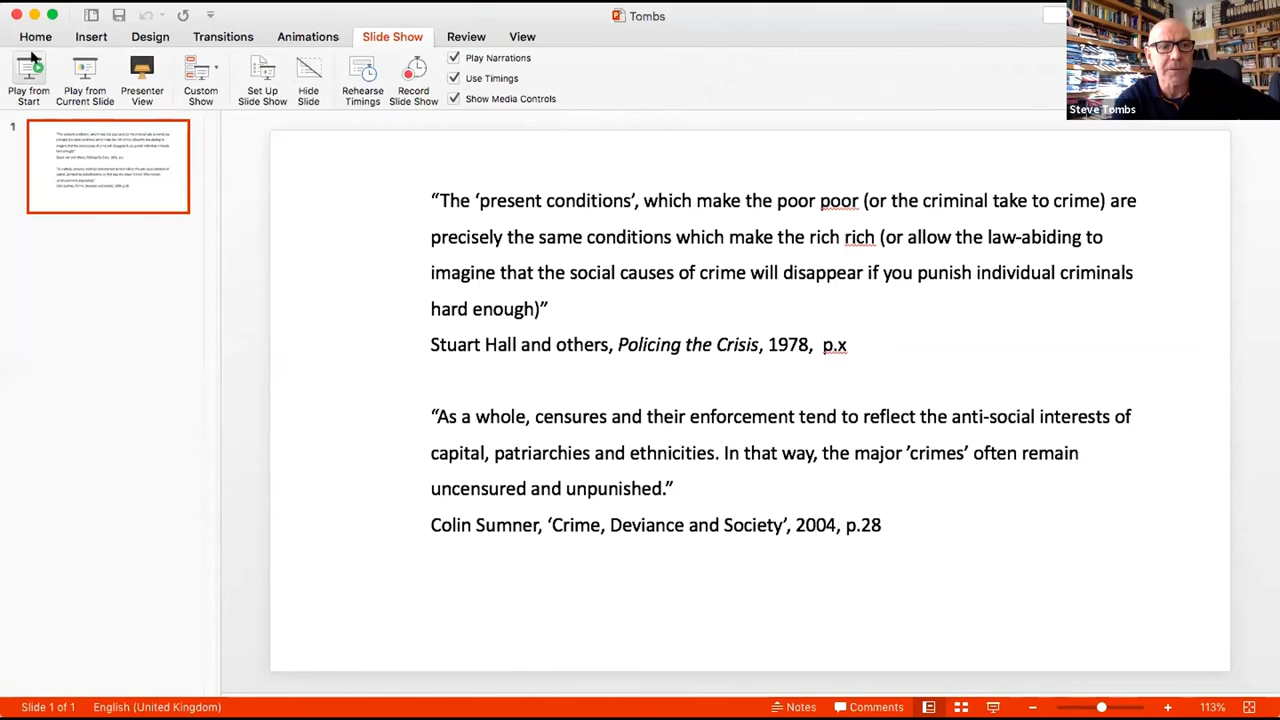 Tombs
Home Insert Design Transitions Animations Slide Show Review View
Play from Start
Play from Current Slide
Presenter View
Custom Show
Set Up Slide Show
Hide Slide
Rehearse Timings
Record Slide Show
Play Narrations
Use Timings
Show Media Controls
Steve Tombs
1
“The ‘present conditions’, which make the poor poor (or the criminal take to crime) are
precisely the same conditions which make the rich rich (or allow the law-abiding to
imagine that the social causes of crime will disappear if you punish individual criminals
hard enough)”
Stuart Hall and others, Policing the Crisis, 1978, p.x
“As a whole, censures and their enforcement tend to reflect the anti-social interests of
capital, patriarchies and ethnicities. In that way, the major ’crimes’ often remain
uncensured and unpunished.”
Colin Sumner, ‘Crime, Deviance and Society’, 2004, p.28
Slide 1 of 1 English (United Kingdom) Notes Comments 113%